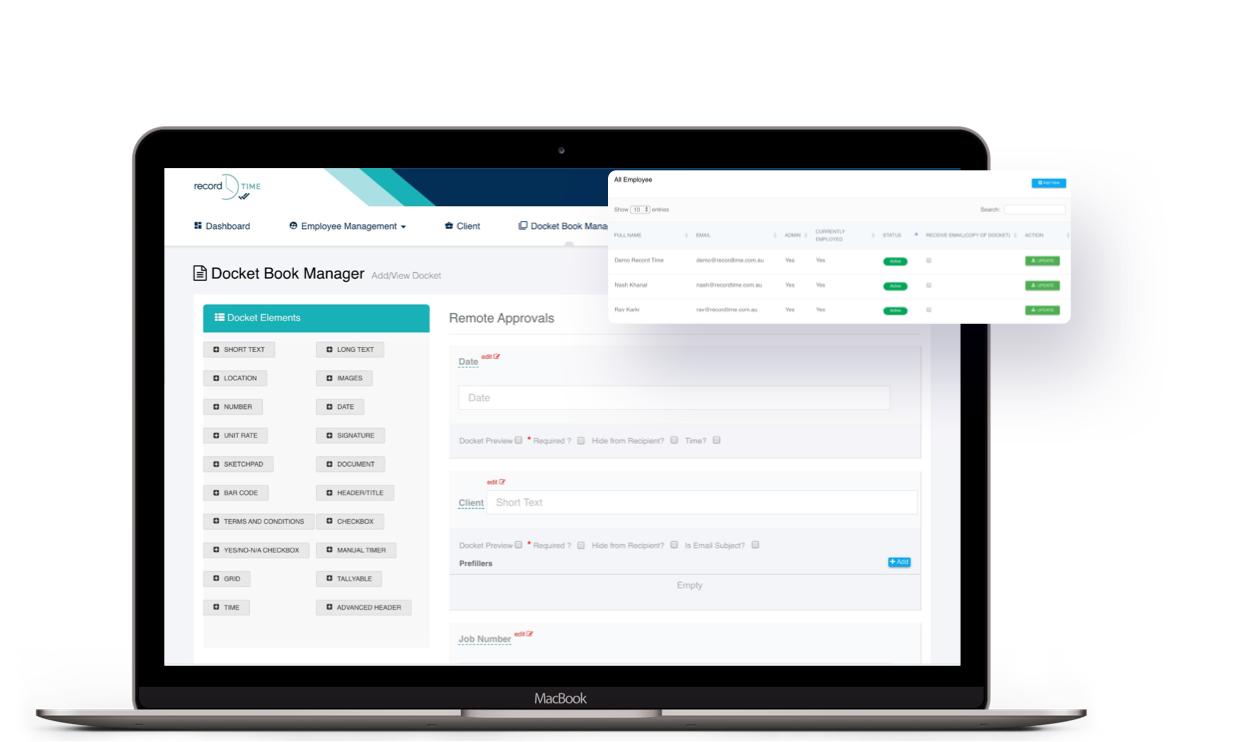 record TIME
Dashboard
Employee Management
Client
Docket Book Mana
Docket Book Manager Add/View Docket
Docket Elements
SHORT TEXT
LONG TEXT
LOCATION
IMAGES
NUMBER
DATE
UNIT RATE
SIGNATURE
SKETCHPAD
DOCUMENT
BAR CODE
HEADER/TITLE
TERMS AND CONDITIONS
CHECKBOX
YES/NO-N/A CHECKBOX
MANUAL TIMER
GRID
TALLYABLE
TIME
ADVANCED HEADER
Remote Approvals
Date edit
Date
Docket Preview * Required ? Hide from Recipient? Time?
edit
Client Short Text
Docket Preview * Required ? Hide from Recipient? Is Email Subject?
Prefillers + Add
Empty
Job Number edit
All Employee
Add New
Show 10 entries
Search:
FULL NAME EMAIL ADMIN CURRENTLY EMPLOYED STATUS RECEIVE EMAIL(COPY OF DOCKET) ACTION
Demo Record Time demo@recordtime.com.au Yes Yes Active UPDATE
Nash Khanal nash@recordtime.com.au Yes Yes Active UPDATE
Rav Karki rav@recordtime.com.au Yes Yes Active UPDATE
MacBook